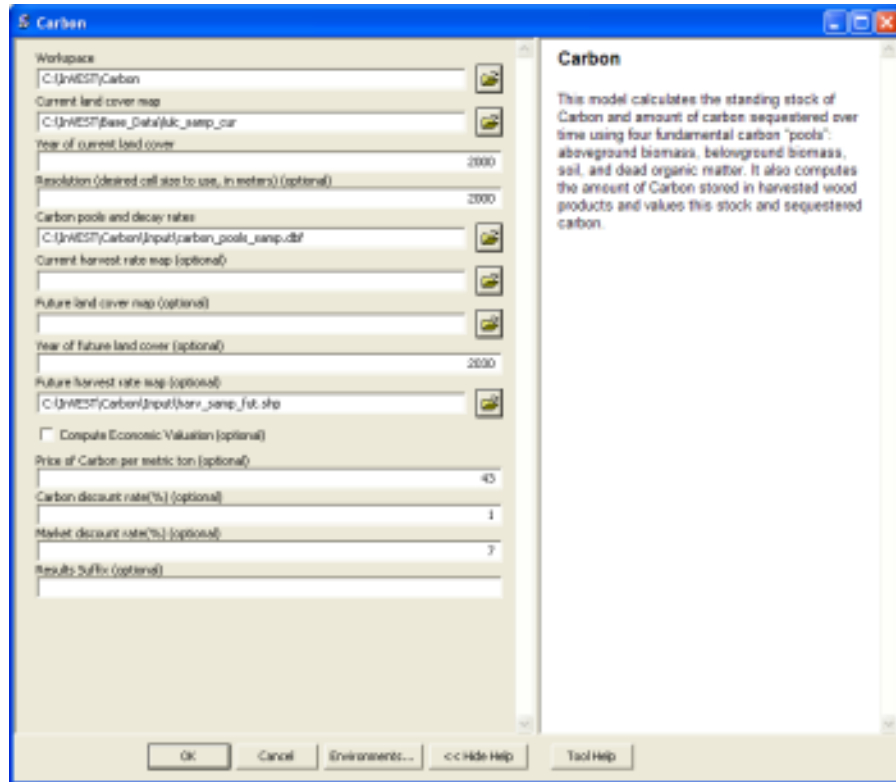 Carbon
Workspace
C:\InVEST\Carbon
Current land cover map
C:\InVEST\Base_Data\lulc_samp_cur
Year of current land cover
2000
Resolution (desired cell size to use, in meters) (optional)
2000
Carbon pools and decay rates
C:\InVEST\Carbon\Input\carbon_pools_samp.dbf
Current harvest rate map (optional)
Future land cover map (optional)
Year of future land cover (optional)
2030
Future harvest rate map (optional)
C:\InVEST\Carbon\Input\harv_samp_fut.shp
Compute Economic Valuation (optional)
Price of Carbon per metric ton (optional)
43
Carbon discount rate(%) (optional)
1
Market discount rate(%) (optional)
7
Results Suffix (optional)
OK
Cancel
Environments...
<< Hide Help
Tool Help
Carbon
This model calculates the standing stock of
Carbon and amount of carbon sequestered over
time using four fundamental carbon "pools":
aboveground biomass, belowground biomass,
soil, and dead organic matter. It also computes
the amount of Carbon stored in harvested wood
products and values this stock and sequestered
carbon.